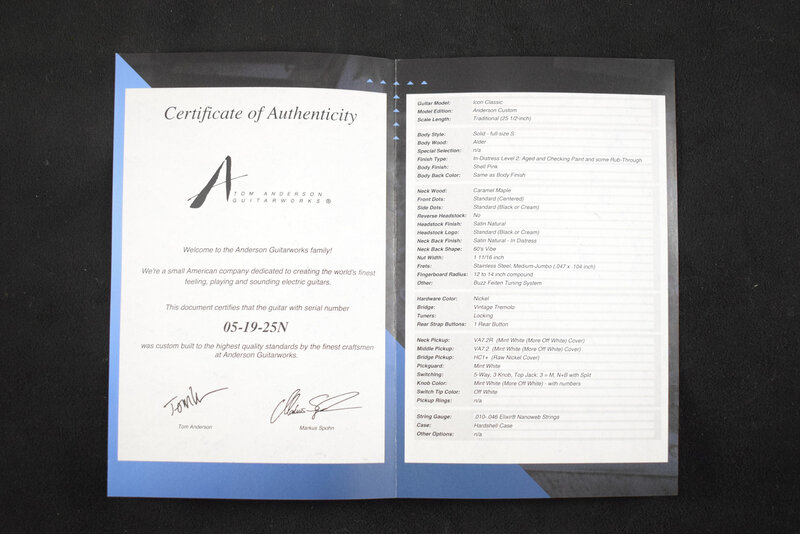 Certificate of Authenticity
A
TOM ANDERSON
GUITARWORKS ®
Welcome to the Anderson Guitarworks family!
We're a small American company dedicated to creating the world's finest
feeling, playing and sounding electric guitars.
This document certifies that the guitar with serial number
05-19-25N
was custom built to the highest quality standards by the finest craftsmen
at Anderson Guitarworks.
Tom Anderson
Markus Spohn
Guitar Model: Icon Classic
Model Edition: Anderson Custom
Scale Length: Traditional (25 1/2-inch)
Body Style: Solid - full-size S
Body Wood: Alder
Special Selection: n/a
Finish Type: In-Distress Level 2: Aged and Checking Paint and some Rub-Through
Body Finish: Shell Pink
Body Back Color: Same as Body Finish
Neck Wood: Caramel Maple
Front Dots: Standard (Centered)
Side Dots: Standard (Black or Cream)
Reverse Headstock: No
Headstock Finish: Satin Natural
Headstock Logo: Standard (Black or Cream)
Neck Back Finish: Satin Natural - In Distress
Neck Back Shape: 60's Vibe
Nut Width: 1 11/16 inch
Frets: Stainless Steel, Medium-Jumbo (.047 x .104 inch)
Fingerboard Radius: 12 to 14 inch compound
Other: Buzz Feiten Tuning System
Hardware Color: Nickel
Bridge: Vintage Tremolo
Tuners: Locking
Rear Strap Buttons: 1 Rear Button
Neck Pickup: VA7.2R (Mint White (More Off White) Cover)
Middle Pickup: VA7.2 (Mint White (More Off White) Cover)
Bridge Pickup: HC1+ (Raw Nickel Cover)
Pickguard: Mint White
Switching: 5-Way, 3 Knob, Top Jack: 3 = M, N+B with Split
Knob Color: Mint White (More Off White) - with numbers
Switch Tip Color: Off White
Pickup Rings: n/a
String Gauge: .010-.046 Elixir® Nanoweb Strings
Case: Hardshell Case
Other Options: n/a